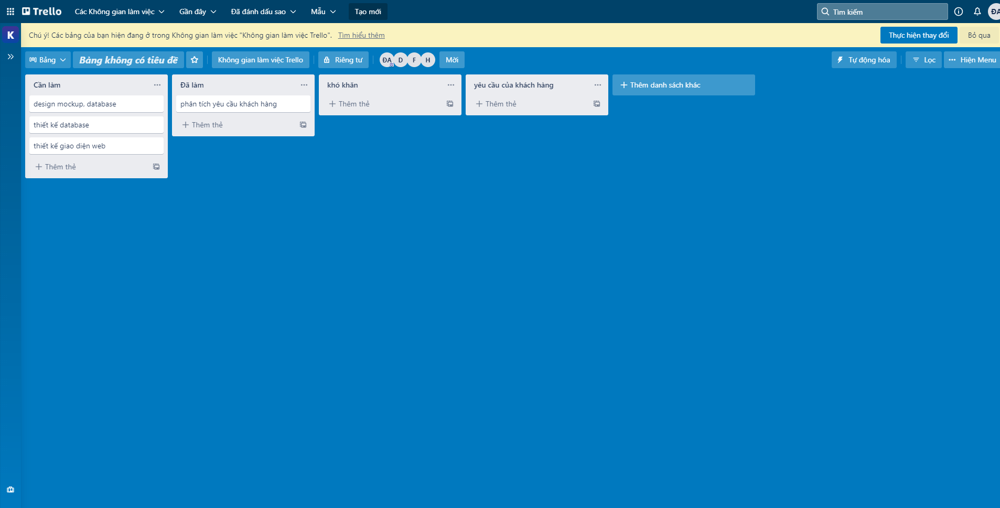 Trello Các Không gian làm việc Gần đây Đã đánh dấu sao Mẫu Tạo mới Tìm kiếm ĐA
K
Chú ý! Các bảng của bạn hiện đang ở trong Không gian làm việc "Không gian làm việc Trello". Tìm hiểu thêm Thực hiện thay đổi Bỏ qua
Bảng Bảng không có tiêu đề Không gian làm việc Trello Riêng tư ĐA D F H Mời Tự động hóa Lọc Hiện Menu
Cần làm
design mockup, database
thiết kế database
thiết kế giao diện web
Thêm thẻ
Đã làm
phân tích yêu cầu khách hàng
Thêm thẻ
khó khăn
Thêm thẻ
yêu cầu của khách hàng
Thêm thẻ
Thêm danh sách khác